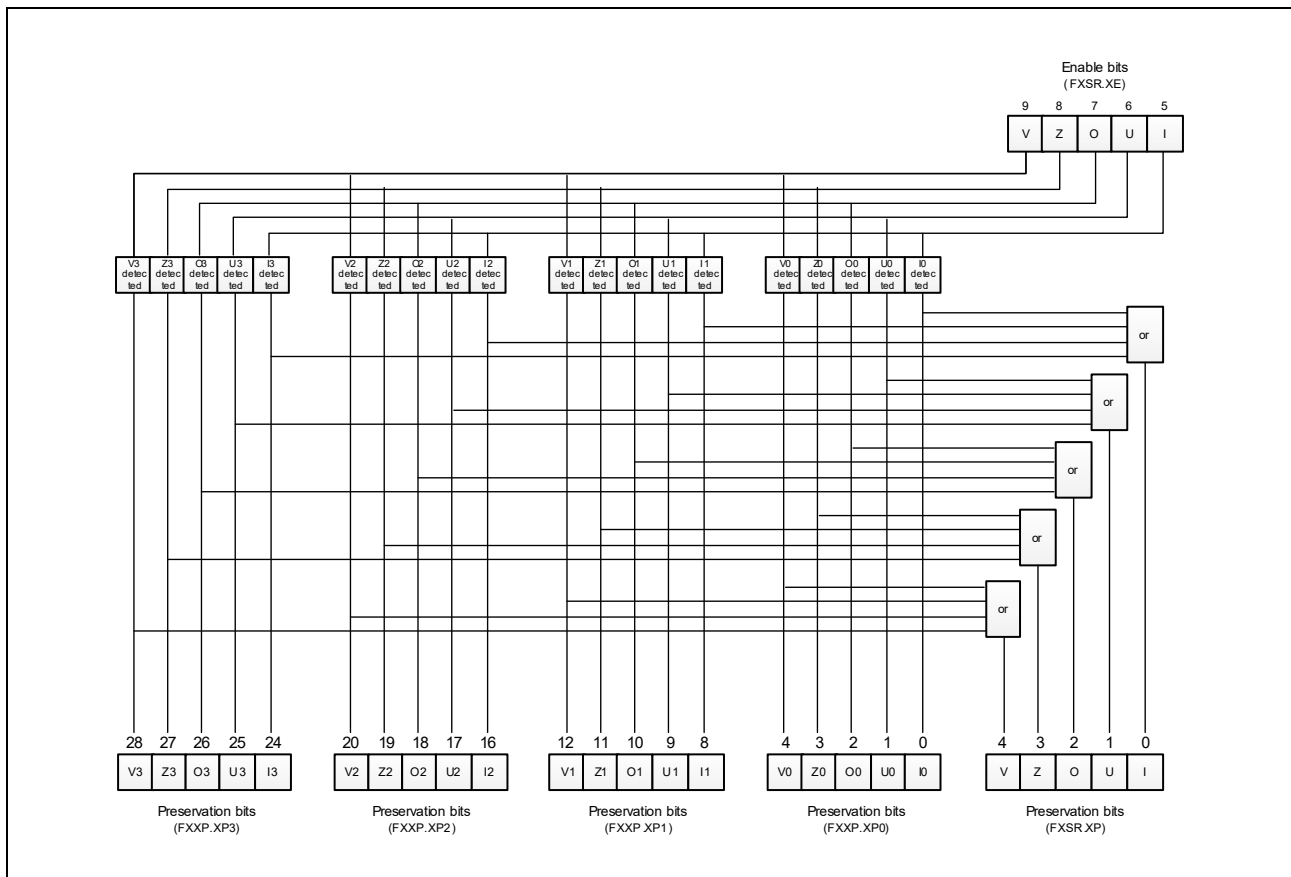 Enable bits
( FXSR.XE)
9 8 7 6 5
V Z O U I
V3 detec ted
Z3 detec ted
O3 detec ted
U3 detec ted
I3 detec ted
V2 detec ted
Z2 detec ted
O2 detec ted
U2 detec ted
I2 detec ted
V1 detec ted
Z1 detec ted
O1 detec ted
U1 detec ted
I1 detec ted
V0 detec ted
Z0 detec ted
O0 detec ted
U0 detec ted
I0 detec ted
or
or
or
or
or
28 27 26 25 24
20 19 18 17 16
12 11 10 9 8
4 3 2 1 0
4 3 2 1 0
V3 Z3 O3 U3 I3
V2 Z2 O2 U2 I2
V1 Z1 O1 U1 I1
V0 Z0 O0 U0 I0
V Z O U I
Preservation bits
(FXXP.XP3)
Preservation bits
(FXXP.XP2)
Preservation bits
(FXXP.XP1)
Preservation bits
(FXXP.XP0)
Preservation bits
(FXSR.XP)